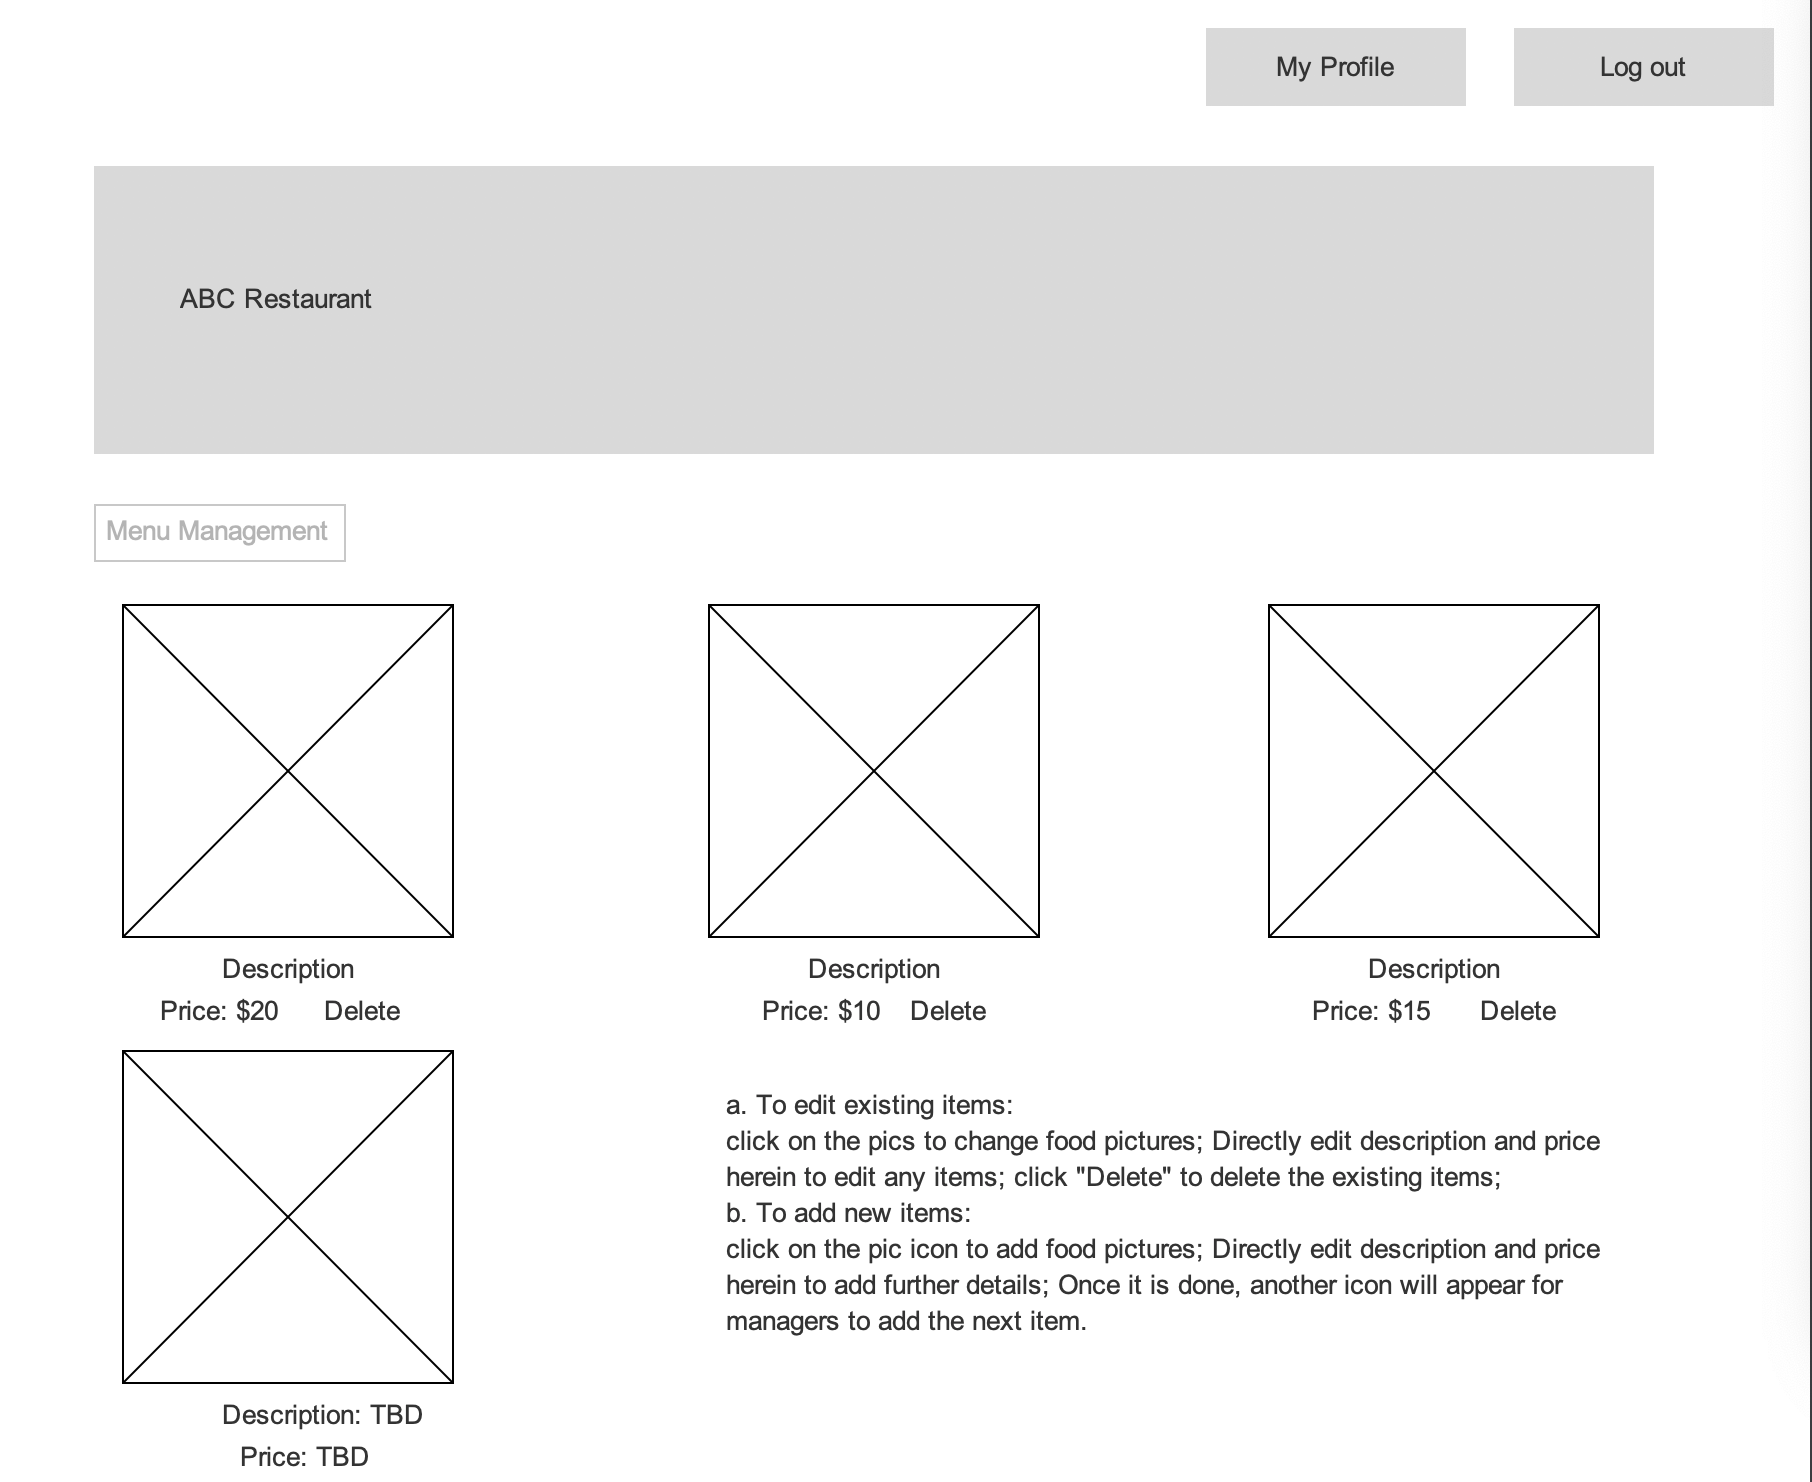 My Profile
Log out
ABC Restaurant
Menu Management
Description
Price: $20 Delete
Description
Price: $10 Delete
Description
Price: $15 Delete
Description: TBD
Price: TBD
a. To edit existing items:
click on the pics to change food pictures; Directly edit description and price
herein to edit any items; click "Delete" to delete the existing items;
b. To add new items:
click on the pic icon to add food pictures; Directly edit description and price
herein to add further details; Once it is done, another icon will appear for
managers to add the next item.